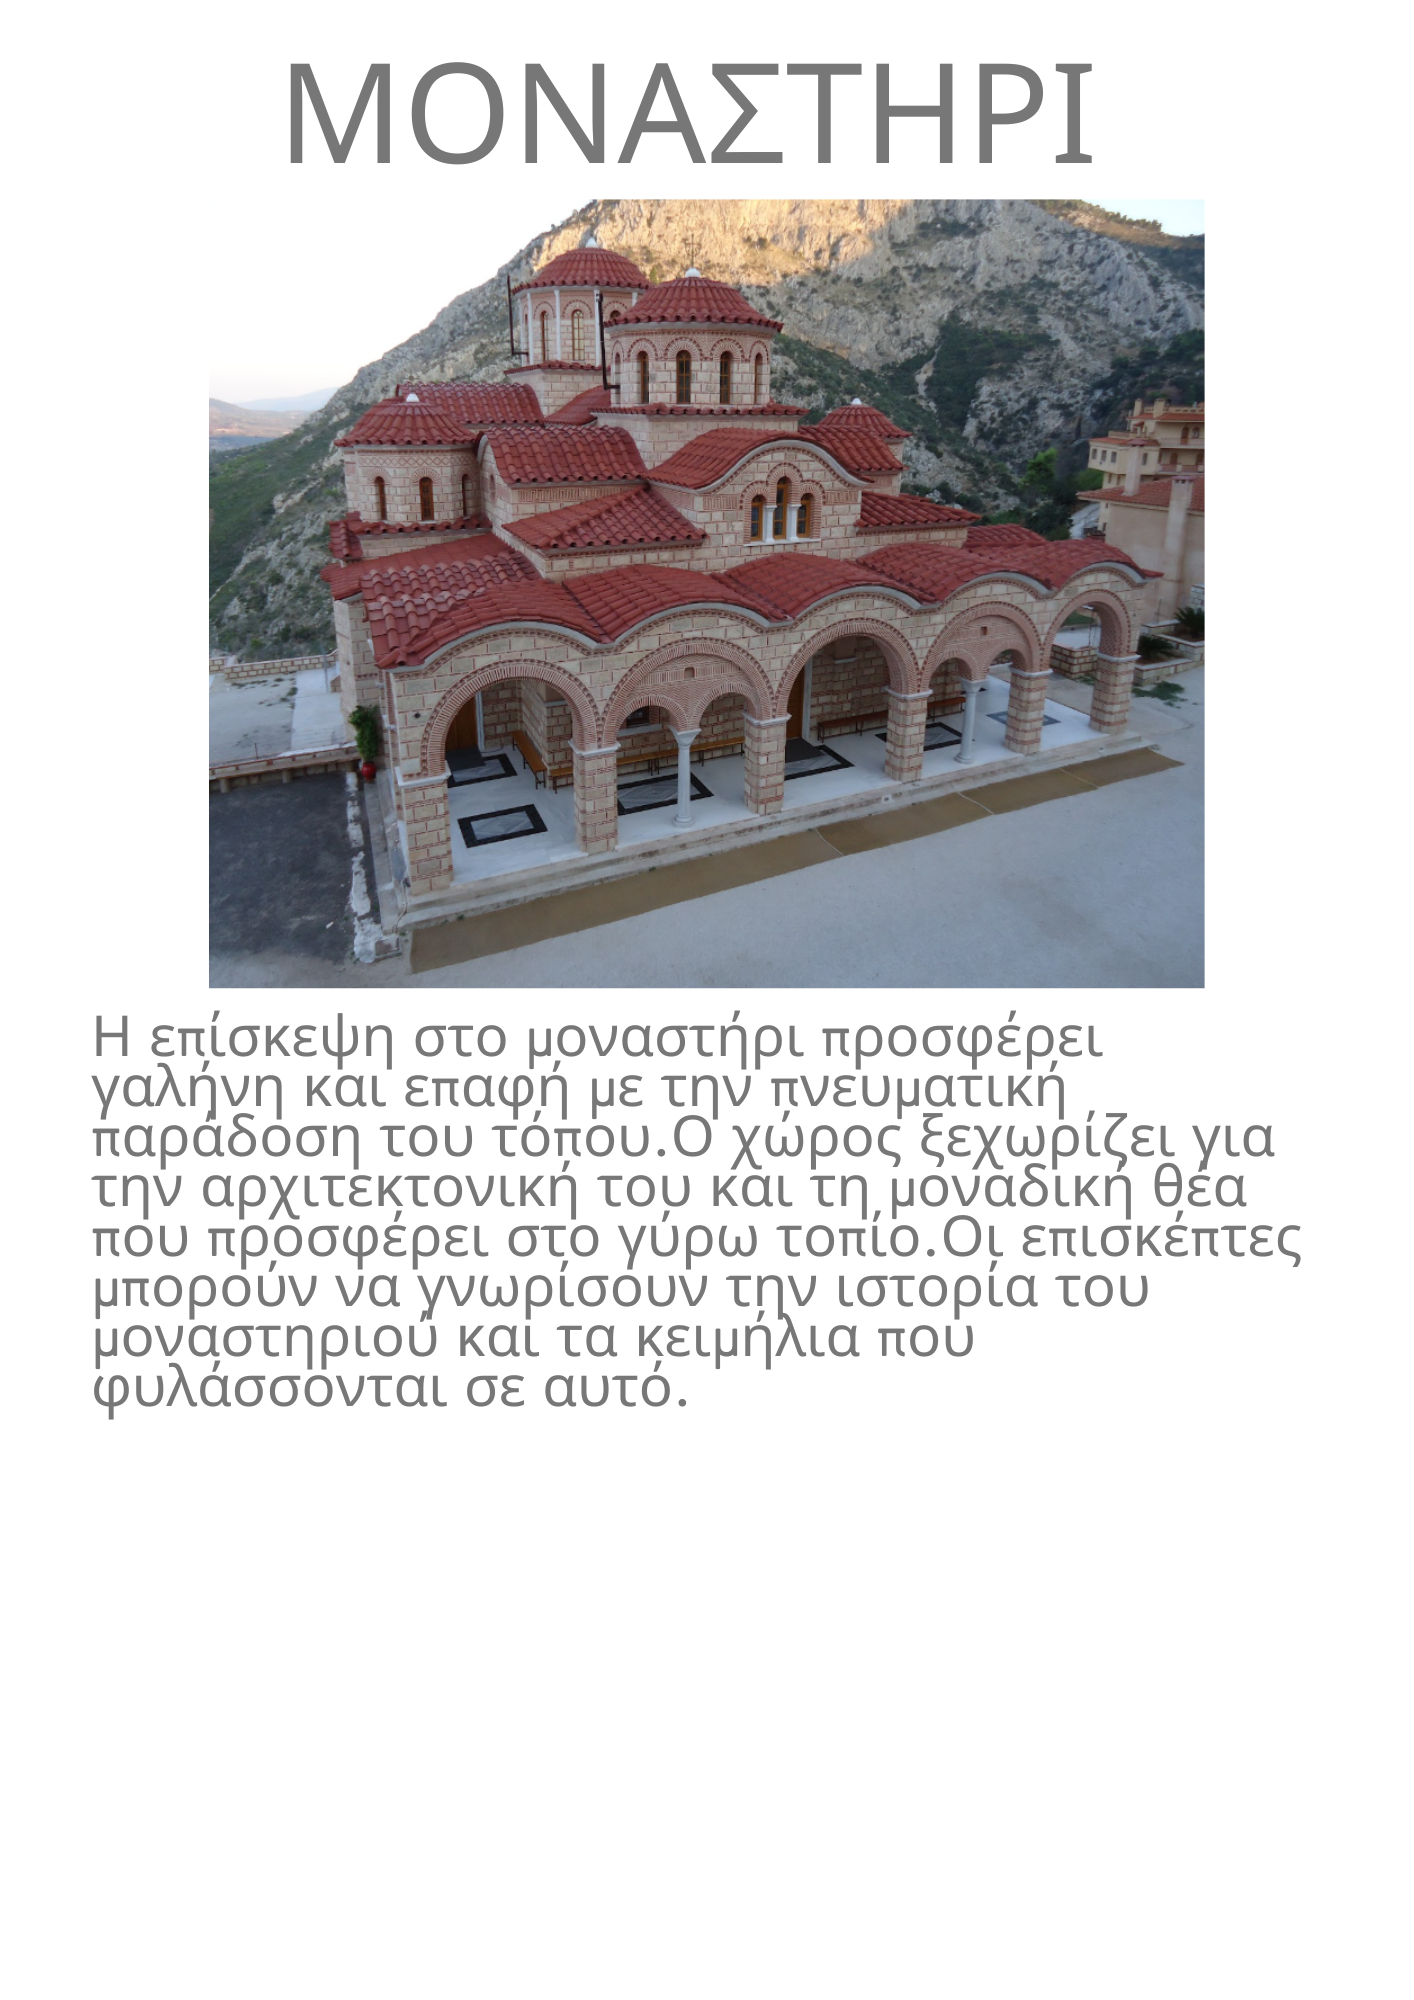 ΜΟΝΑΣΤΗΡΙ
Η επίσκεψη στο μοναστήρι προσφέρει
γαλήνη και επαφή με την πνευματική
παράδοση του τόπου.Ο χώρος ξεχωρίζει για
την αρχιτεκτονική του και τη μοναδική θέα
που προσφέρει στο γύρω τοπίο.Οι επισκέπτες
μπορούν να γνωρίσουν την ιστορία του
μοναστηριού και τα κειμήλια που
φυλάσσονται σε αυτό.